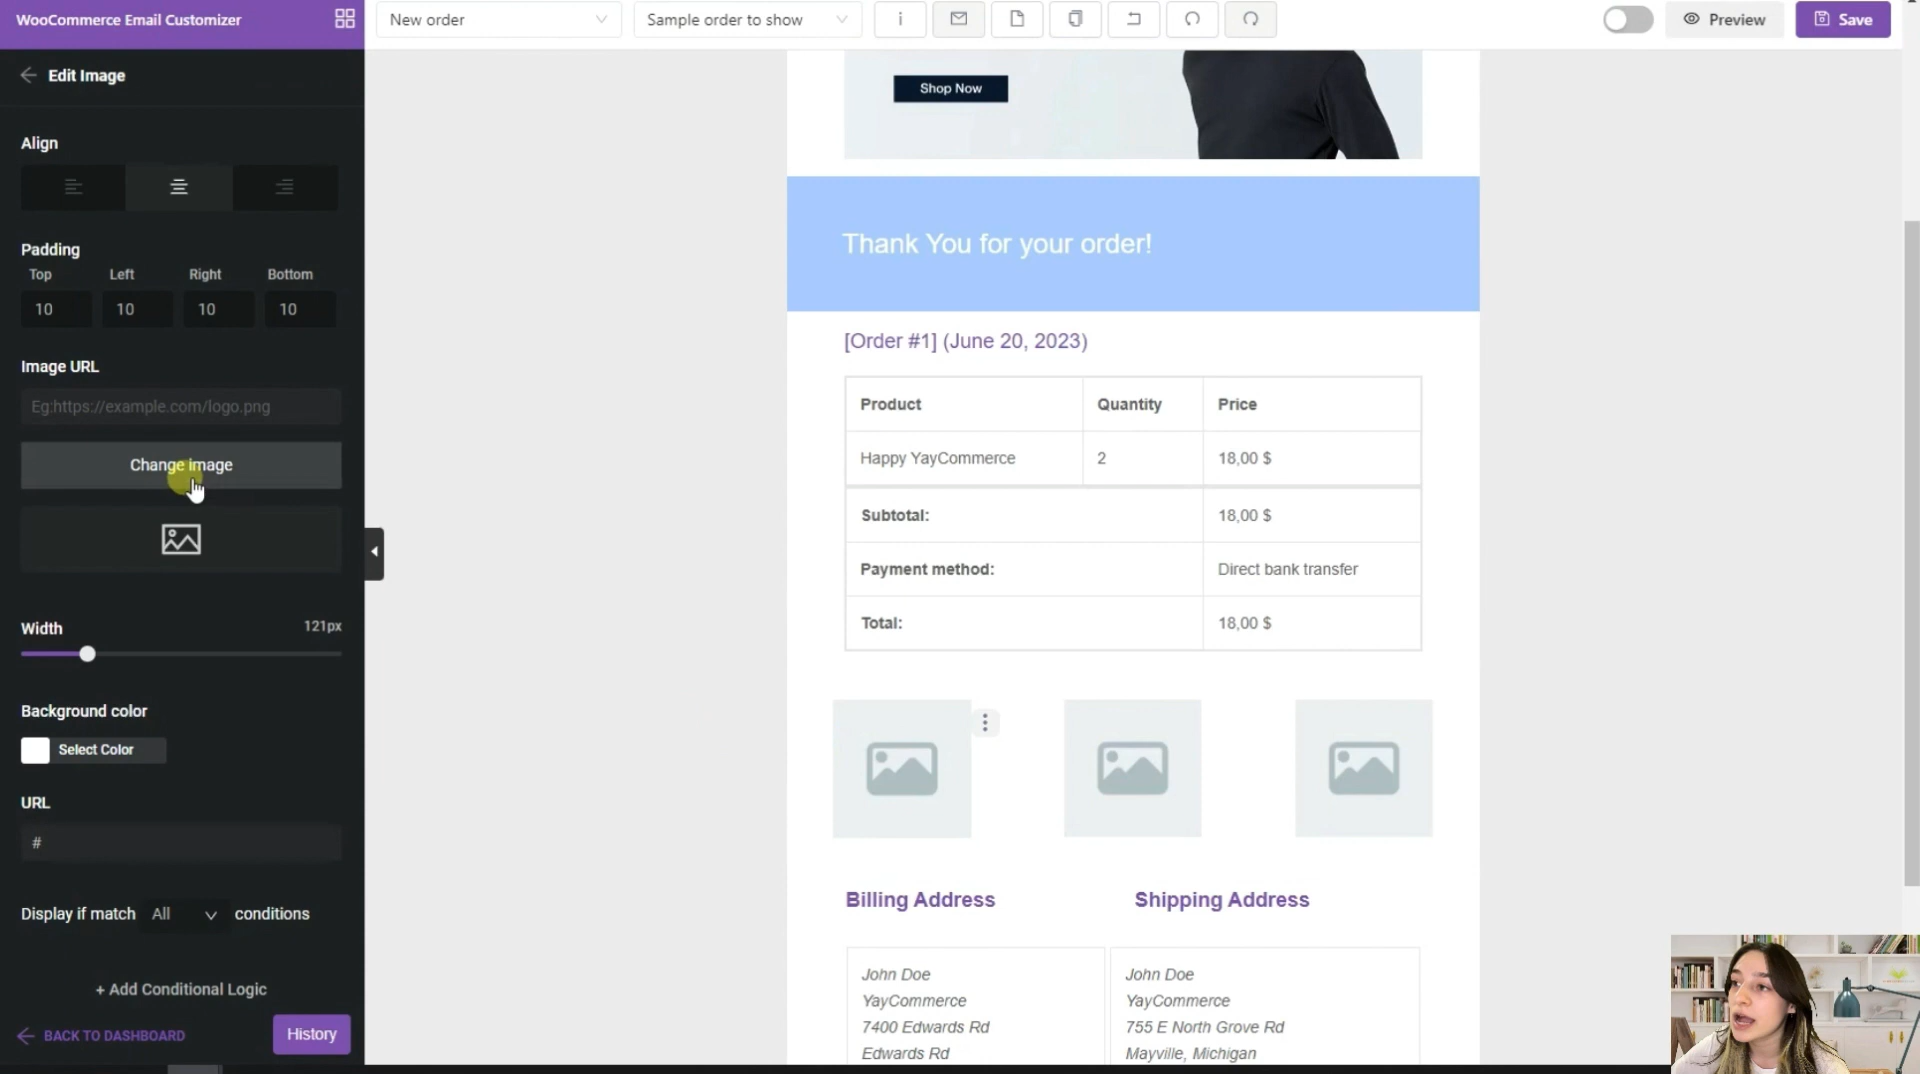 WooCommerce Email Customizer
New order
Sample order to show
Preview
Save
Edit Image
Align
Padding
Top
Left
Right
Bottom
10
10
10
10
Image URL
Eg:https://example.com/logo.png
Change image
Width
121px
Background color
Select Color
URL
#
Display if match
All
conditions
+ Add Conditional Logic
BACK TO DASHBOARD
History
Shop Now
Thank You for your order!
[Order #1] (June 20, 2023)
Product
Quantity
Price
Happy YayCommerce
2
18,00 $
Subtotal:
18,00 $
Payment method:
Direct bank transfer
Total:
18,00 $
Billing Address
Shipping Address
John Doe
YayCommerce
7400 Edwards Rd
Edwards Rd
John Doe
YayCommerce
755 E North Grove Rd
Mayville, Michigan